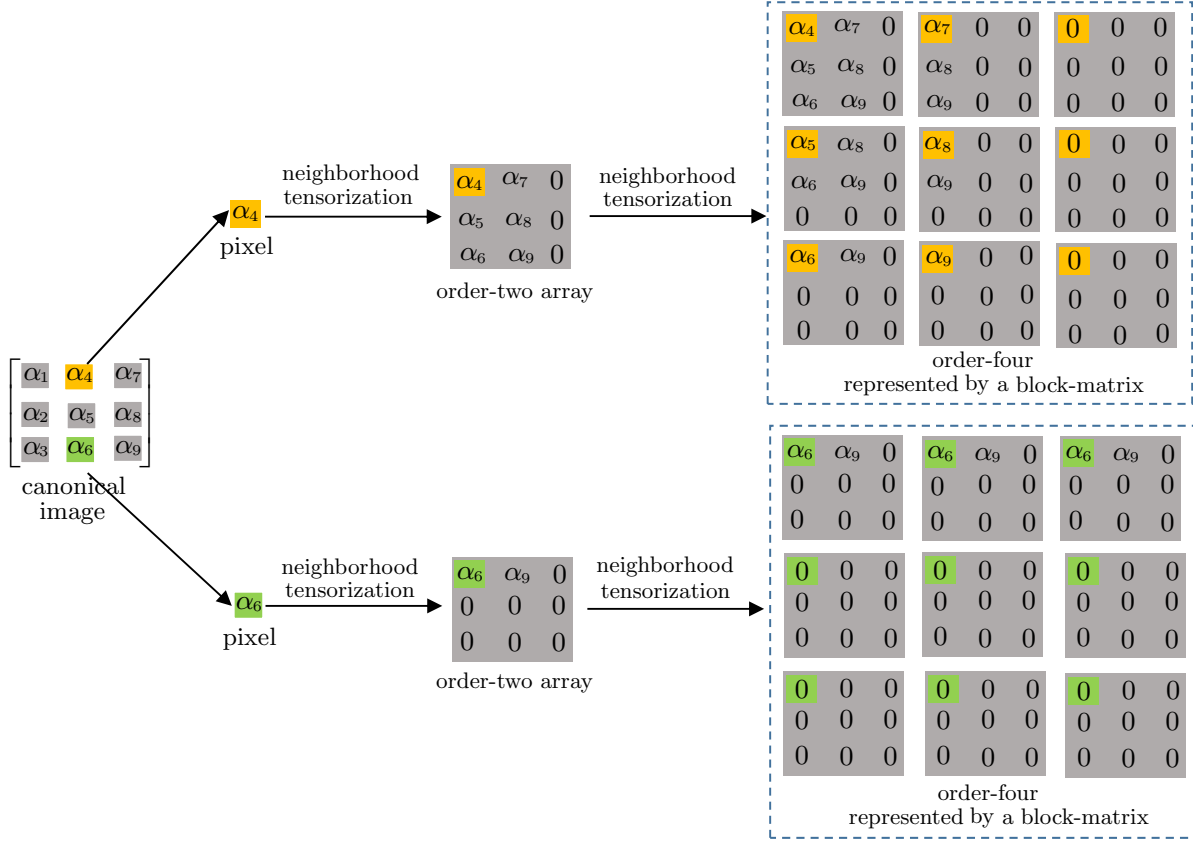 α4 α7 0 α7 0 0 0 0 0
α5 α8 0 α8 0 0 0 0 0
α6 α9 0 α9 0 0 0 0 0
α5 α8 0 α8 0 0 0 0 0
α6 α9 0 α9 0 0 0 0 0
0 0 0 0 0 0 0 0 0
α6 α9 0 α9 0 0 0 0 0
0 0 0 0 0 0 0 0 0
0 0 0 0 0 0 0 0 0
order-four
represented by a block-matrix
neighborhood
tensorization
α4 α7 0
α5 α8 0
α6 α9 0
order-two array
neighborhood
tensorization
α4
pixel
α1 α4 α7
α2 α5 α8
α3 α6 α9
canonical
image
α6
pixel
neighborhood
tensorization
α6 α9 0
0 0 0
0 0 0
order-two array
neighborhood
tensorization
α6 α9 0 α6 α9 0 α6 α9 0
0 0 0 0 0 0 0 0 0
0 0 0 0 0 0 0 0 0
0 0 0 0 0 0 0 0 0
0 0 0 0 0 0 0 0 0
0 0 0 0 0 0 0 0 0
0 0 0 0 0 0 0 0 0
0 0 0 0 0 0 0 0 0
0 0 0 0 0 0 0 0 0
order-four
represented by a block-matrix